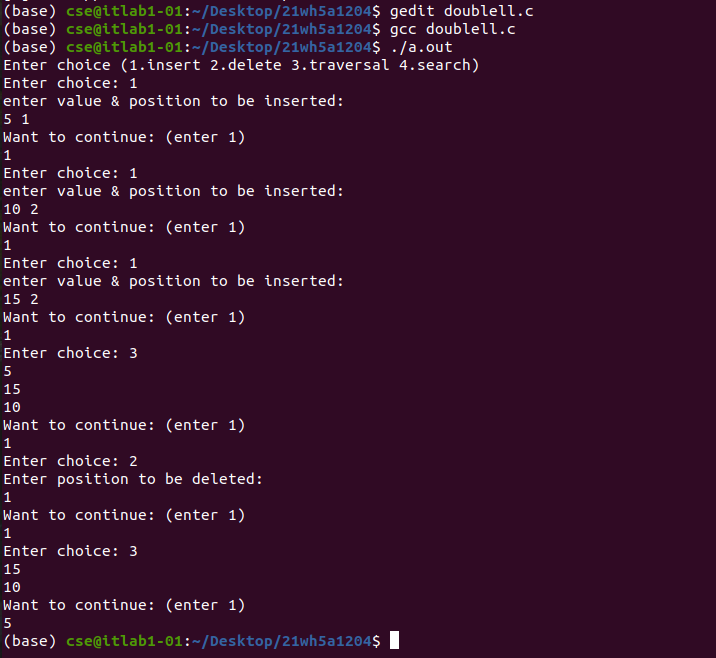 (base) cse@itlab1-01:~/Desktop/21wh5a1204$ gedit doublell.c
(base) cse@itlab1-01:~/Desktop/21wh5a1204$ gcc doublell.c
(base) cse@itlab1-01:~/Desktop/21wh5a1204$ ./a.out
Enter choice (1.insert 2.delete 3.traversal 4.search)
Enter choice: 1
enter value & position to be inserted:
5 1
Want to continue: (enter 1)
1
Enter choice: 1
enter value & position to be inserted:
10 2
Want to continue: (enter 1)
1
Enter choice: 1
enter value & position to be inserted:
15 2
Want to continue: (enter 1)
1
Enter choice: 3
5
15
10
Want to continue: (enter 1)
1
Enter choice: 2
Enter position to be deleted:
1
Want to continue: (enter 1)
1
Enter choice: 3
15
10
Want to continue: (enter 1)
5
(base) cse@itlab1-01:~/Desktop/21wh5a1204$